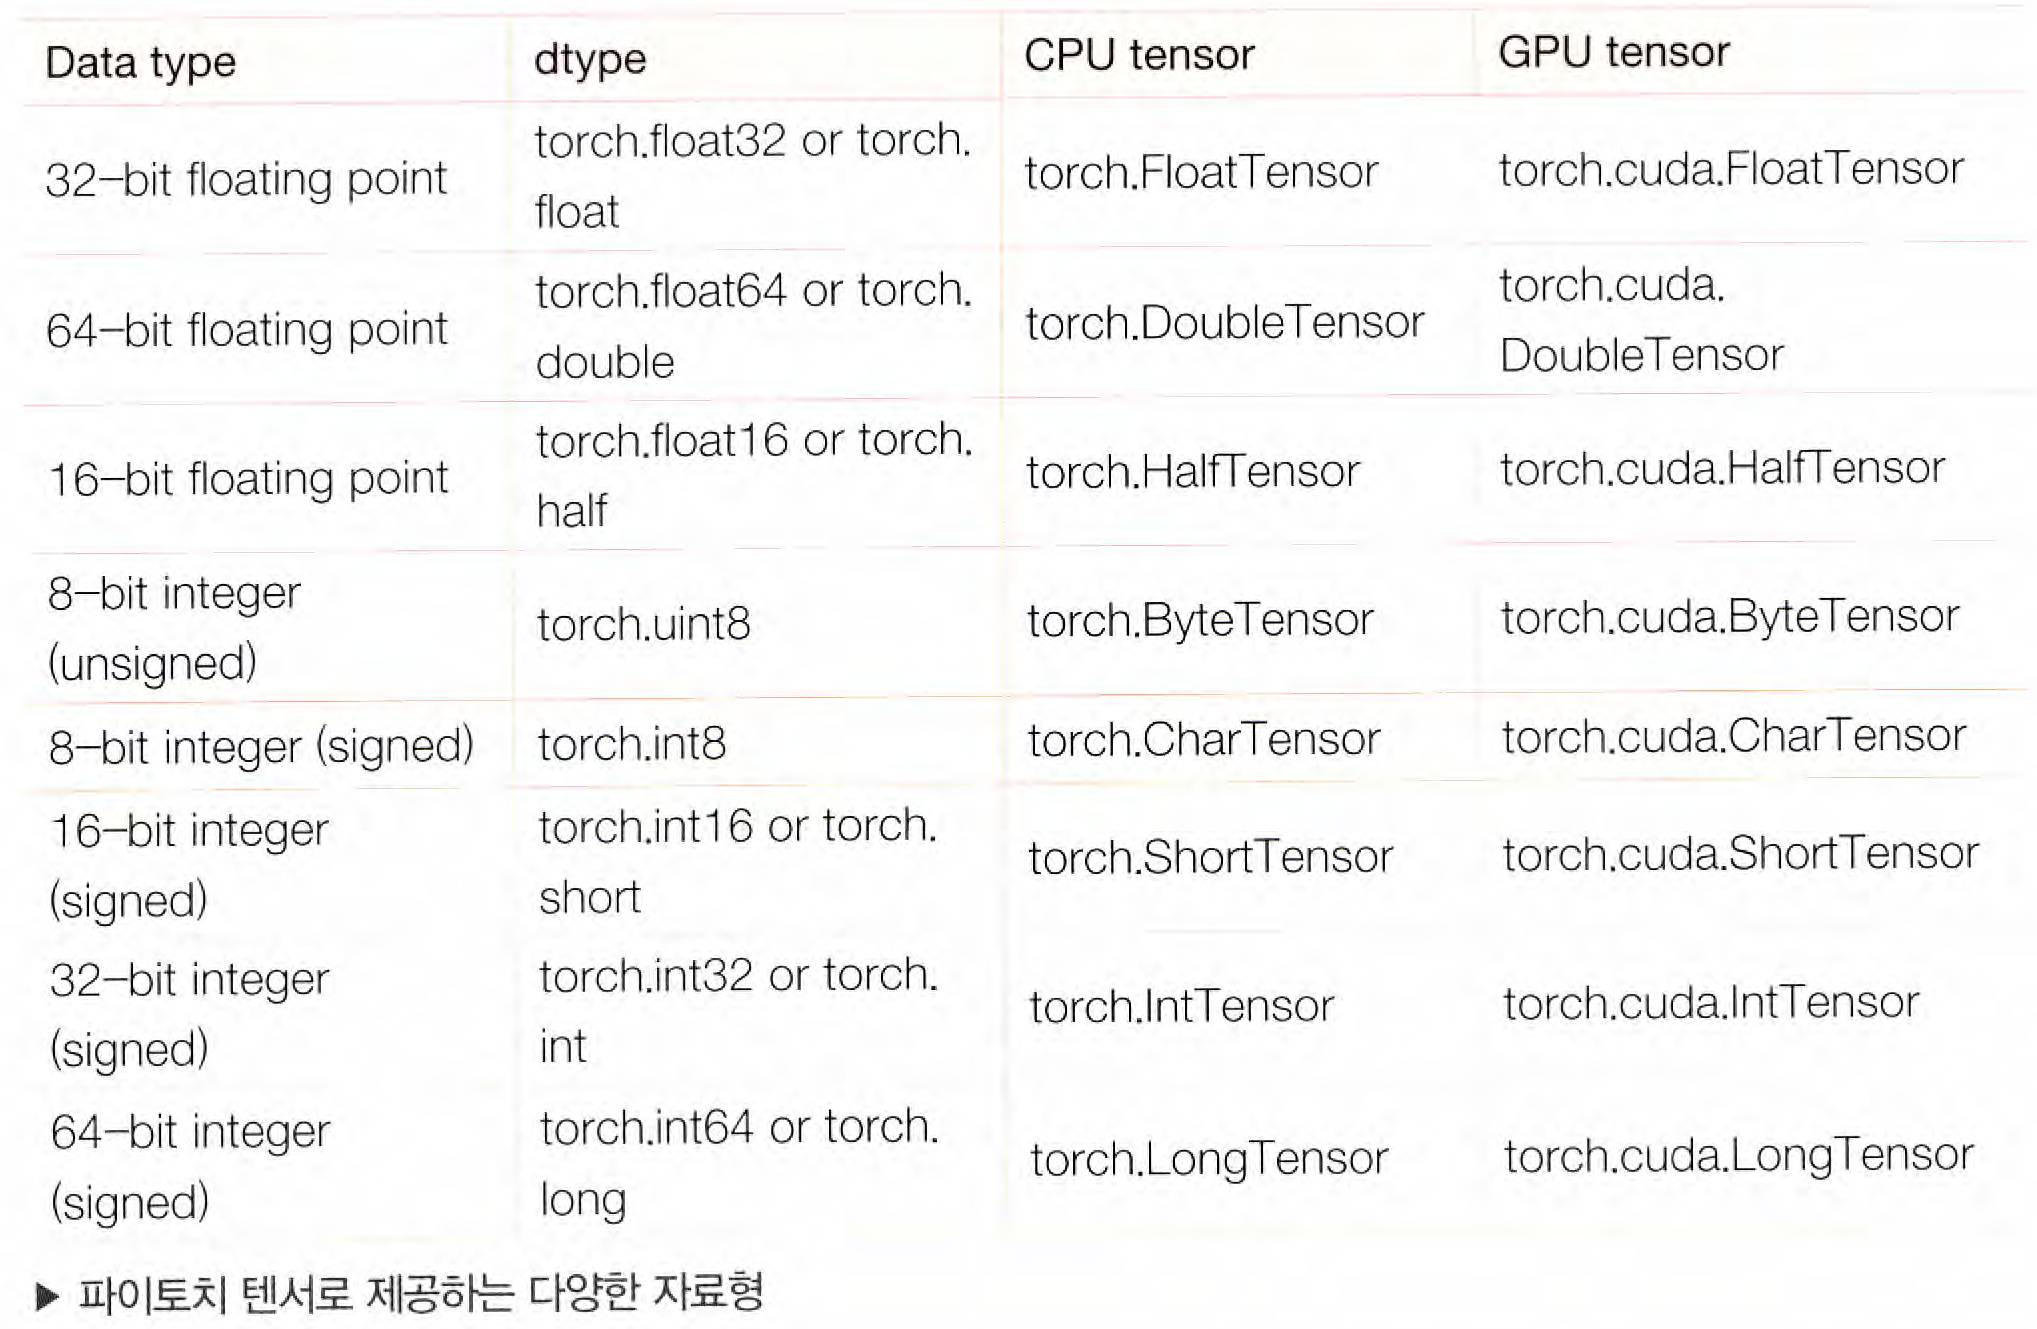 Data type dtype CPU tensor GPU tensor
32-bit floating point
torch.float32 or torch.
float
torch.FloatTensor
torch.cuda.FloatTensor
64-bit floating point
torch.float64 or torch.
double
torch.DoubleTensor
torch.cuda.
DoubleTensor
16-bit floating point
torch.float16 or torch.
half
torch.HalfTensor
torch.cuda.HalfTensor
8-bit integer
(unsigned)
torch.uint8
torch.ByteTensor
torch.cuda.ByteTensor
8-bit integer (signed)
torch.int8
torch.CharTensor
torch.cuda.CharTensor
16-bit integer
(signed)
torch.int16 or torch.
short
torch.ShortTensor
torch.cuda.ShortTensor
32-bit integer
(signed)
torch.int32 or torch.
int
torch.IntTensor
torch.cuda.IntTensor
64-bit integer
(signed)
torch.int64 or torch.
long
torch.LongTensor
torch.cuda.LongTensor
▶ 파이토치 텐서로 제공하는 다양한 자료형